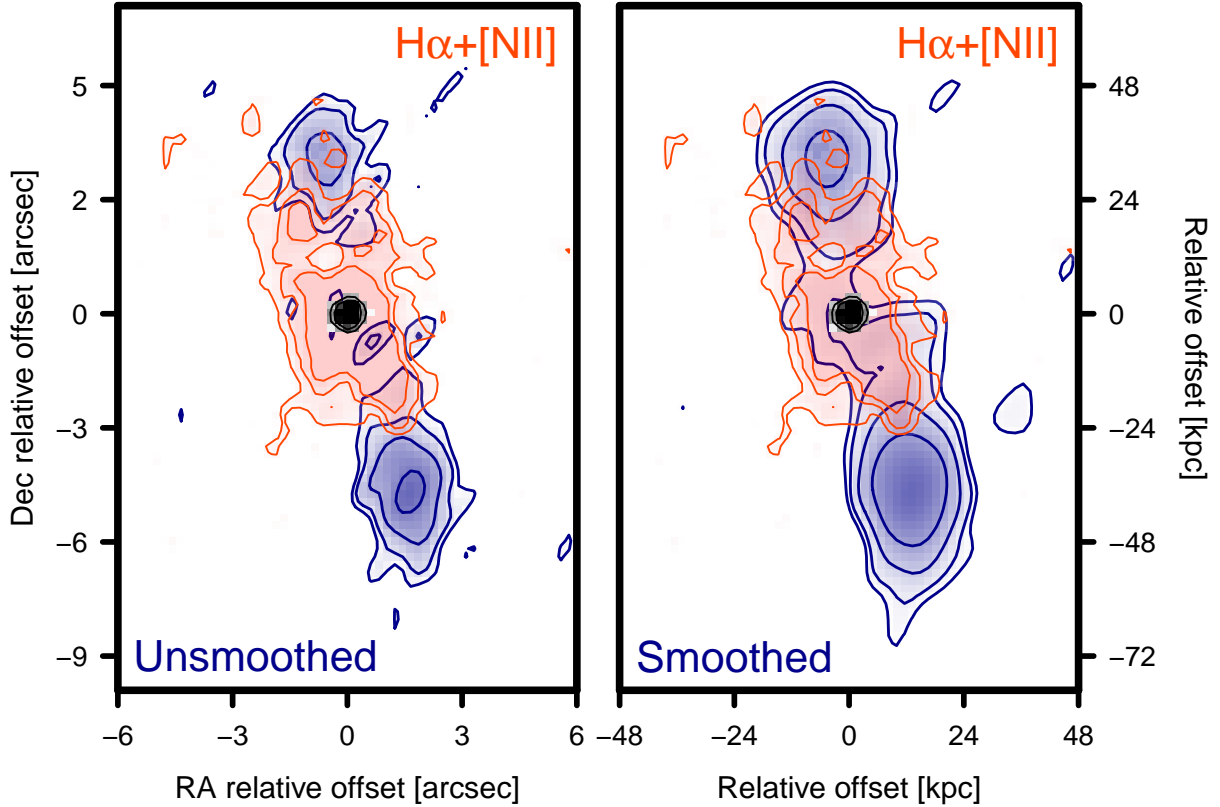 Hα+[NII]
Hα+[NII]
5
2
0
−3
−6
−9
Dec relative offset [arcsec]
Unsmoothed
Smoothed
48
24
0
−24
−48
−72
Relative offset [kpc]
−6
−3
0
3
6
−48
−24
0
24
48
RA relative offset [arcsec]
Relative offset [kpc]